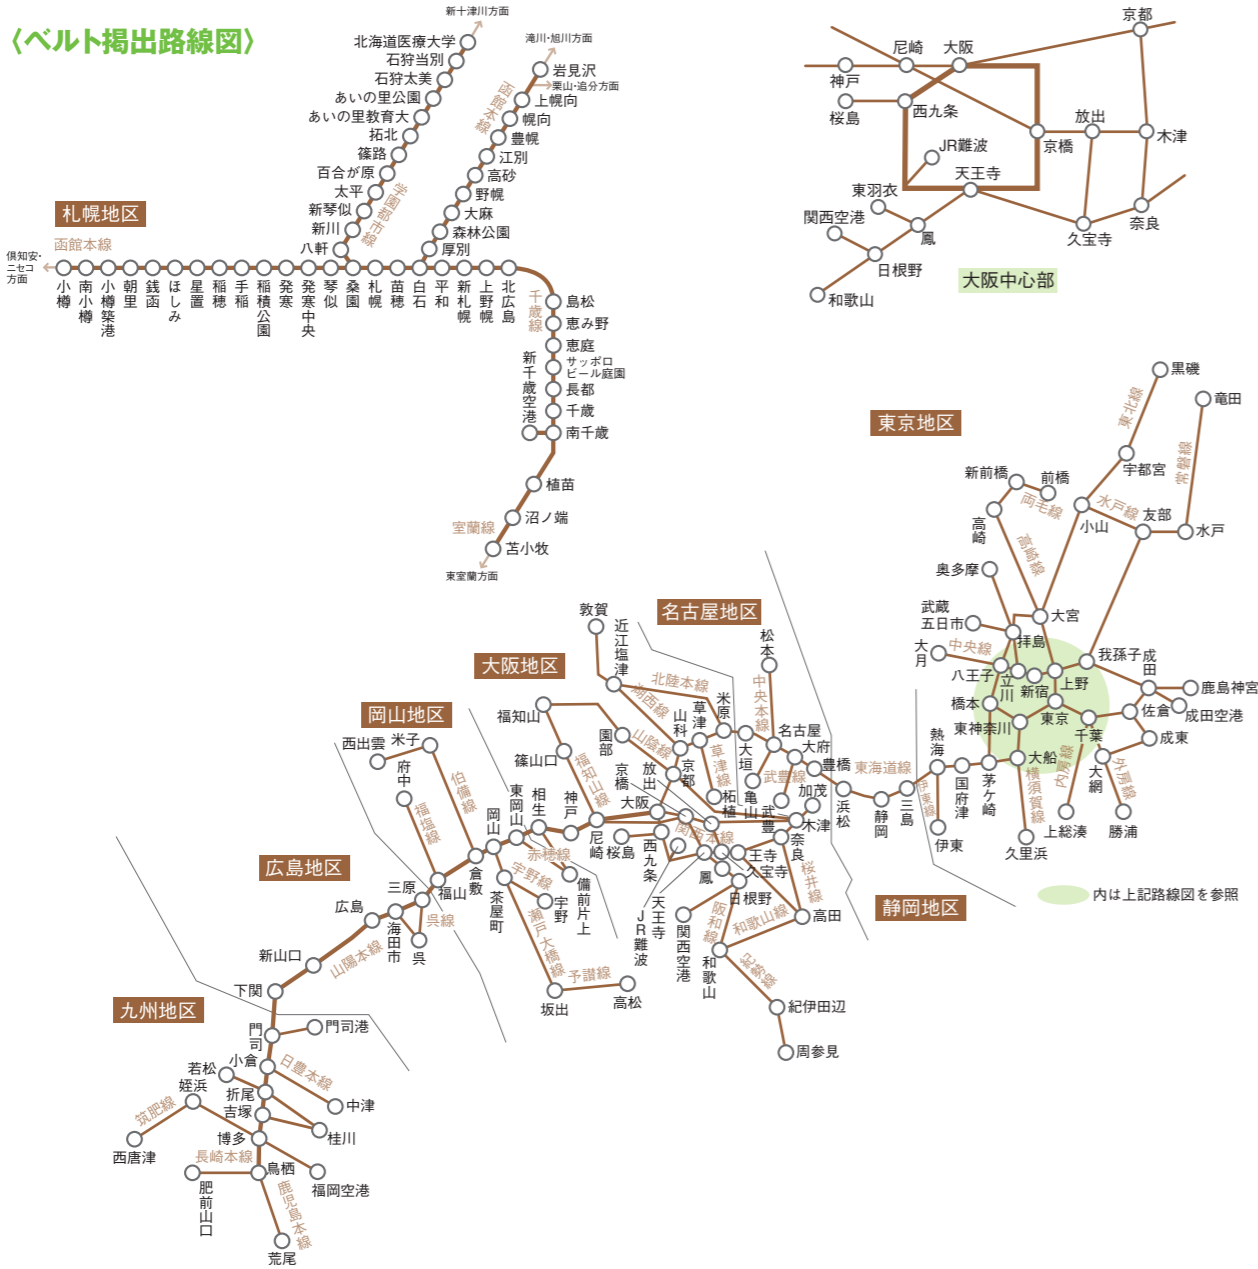 〈ベルト掲出路線図〉
札幌地区
函館本線
倶知安・
ニセコ
方面
小樽
南小樽
小樽築港
朝里
銭函
ほしみ
星置
稲穂
手稲
稲積公園
発寒
発寒中央
琴似
桑園
札幌
苗穂
白石
平和
新札幌
上野幌
北広島
新十津川方面
北海道医療大学
石狩当別
石狩太美
あいの里公園
あいの里教育大
拓北
篠路
百合が原
太平
新琴似
新川
八軒
学園都市線
滝川・旭川方面
岩見沢
栗山・追分方面
函館本線
上幌向
幌向
豊幌
江別
高砂
野幌
大麻
森林公園
厚別
千歳線
島松
恵み野
恵庭
サッポロ
ビール庭園
長都
千歳
南千歳
新千歳空港
植苗
沼ノ端
室蘭線
苫小牧
東室蘭方面
京都
尼崎
大阪
神戸
桜島
西九条
放出
木津
京橋
JR難波
天王寺
東羽衣
関西空港
鳳
久宝寺
奈良
日根野
和歌山
大阪中心部
東京地区
黒磯
東北線
竜田
常磐線
宇都宮
新前橋
前橋
両毛線
高崎
小山
水戸線
友部
水戸
高崎線
奥多摩
武蔵
五日市
大宮
拝島
大月
中央線
八王子
立川
新宿
上野
我孫子
成田
鹿島神宮
成田空港
橋本
東神奈川
東京
千葉
佐倉
成東
熱海
国府津
茅ケ崎
大船
横須賀線
内房線
大網
外房線
伊東線
伊東
久里浜
上総湊
勝浦
内は上記路線図を参照
静岡地区
東海道線
豊橋
浜松
静岡
三島
名古屋地区
松本
中央本線
名古屋
大府
大垣
亀山
武豊線
武豊
米原
大阪地区
敦賀
近江塩津
北陸本線
湖西線
山科
草津
草津線
柘植
加茂
木津
福知山
園部
山陰線
京都
篠山口
福知山線
京橋
放出
大阪
神戸
尼崎
桜島
西九条
関西本線
王寺
久宝寺
奈良
桜井線
鳳
日根野
天王寺
JR難波
関西空港
阪和線
和歌山線
和歌山
高田
紀勢線
紀伊田辺
周参見
岡山地区
西出雲
米子
伯備線
府中
福塩線
岡山
東岡山
相生
赤穂線
備前片上
倉敷
茶屋町
宇野線
宇野
瀬戸大橋線
予讃線
坂出
高松
福山
広島地区
三原
広島
海田市
呉線
呉
新山口
山陽本線
下関
九州地区
門司
門司港
小倉
日豊本線
若松
折尾
中津
姪浜
吉塚
筑肥線
博多
桂川
西唐津
長崎本線
鳥栖
福岡空港
肥前山口
鹿児島本線
荒尾